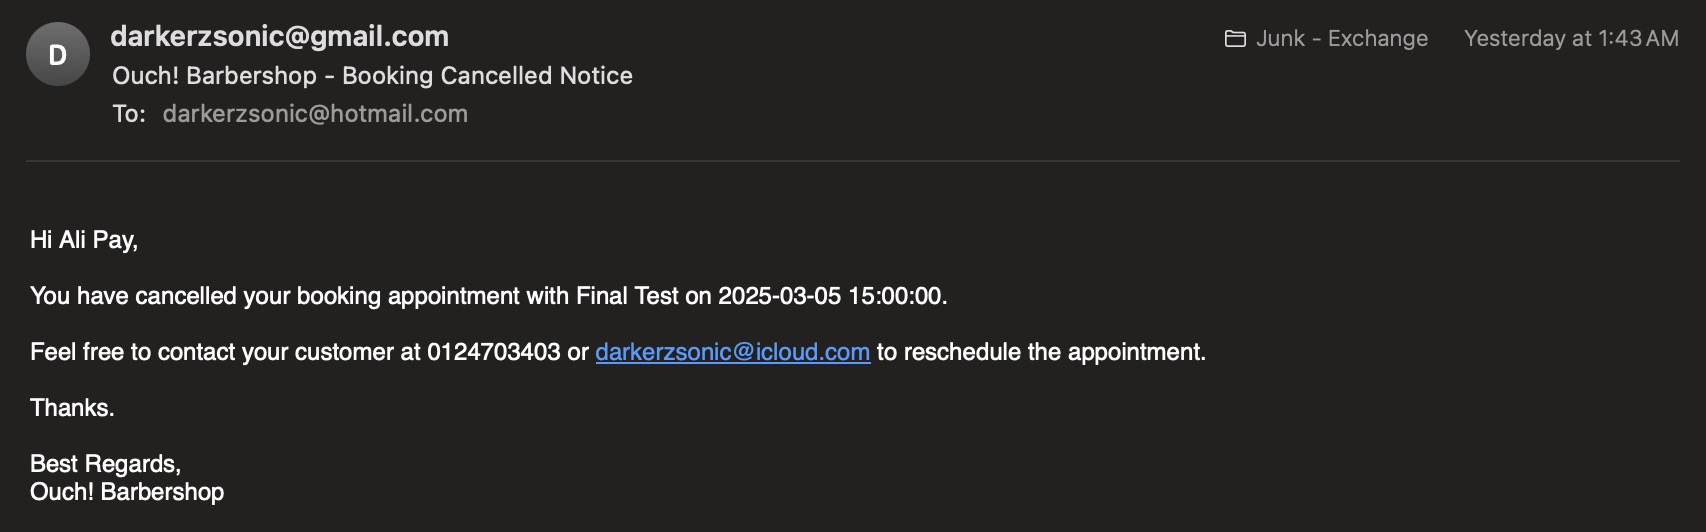 D
darkerzsonic@gmail.com
Junk - Exchange
Yesterday at 1:43 AM
Ouch! Barbershop - Booking Cancelled Notice
To: darkerzsonic@hotmail.com
Hi Ali Pay,
You have cancelled your booking appointment with Final Test on 2025-03-05 15:00:00.
Feel free to contact your customer at 0124703403 or darkerzsonic@icloud.com to reschedule the appointment.
Thanks.
Best Regards,
Ouch! Barbershop